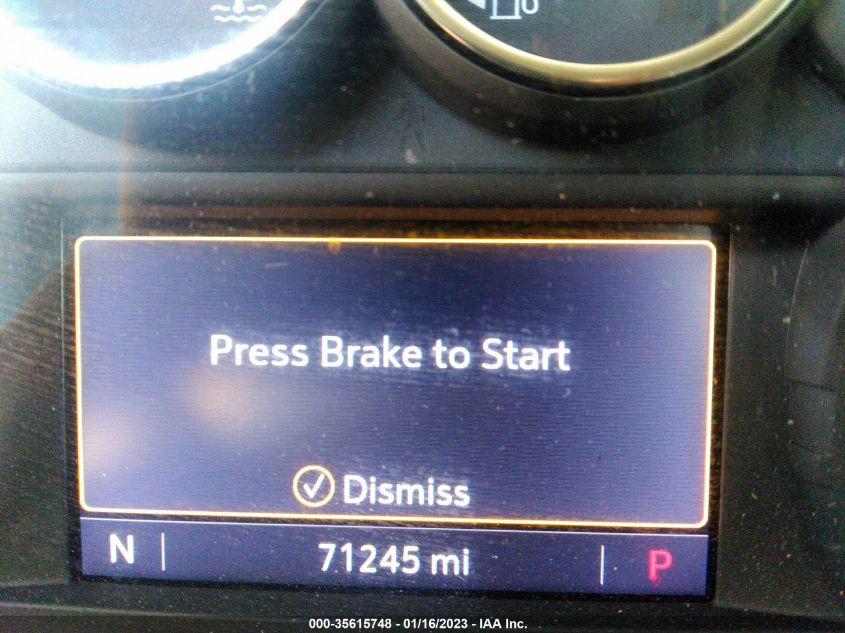 Press Brake to Start
Dismiss
N 71245 mi P
000-35615748 - 01/16/2023 - IAA Inc.